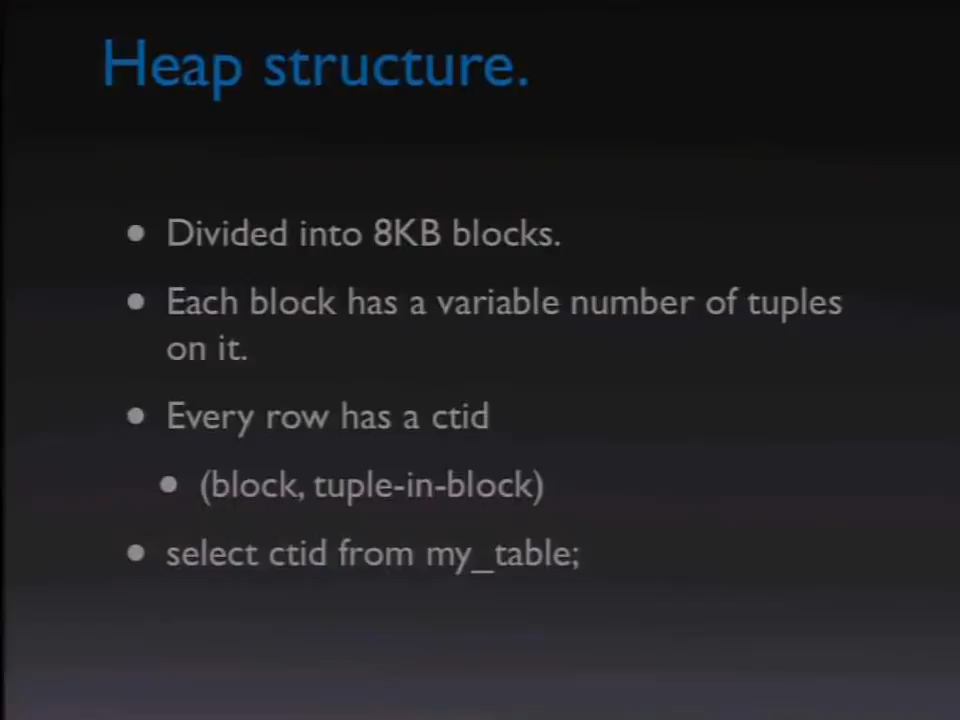 Heap structure.
• Divided into 8KB blocks.
• Each block has a variable number of tuples
on it.
• Every row has a ctid
• (block, tuple-in-block)
• select ctid from my_table;